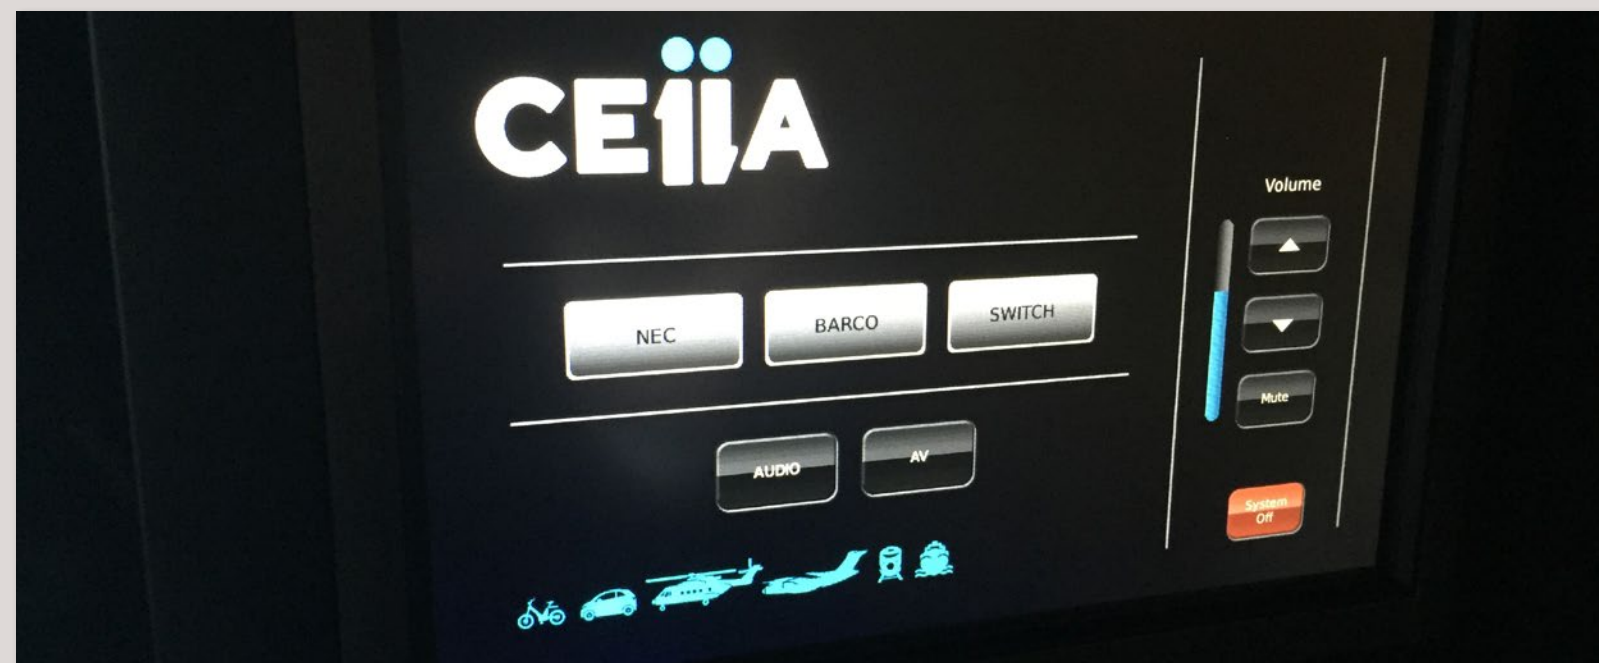 CEiiA
NEC
BARCO
SWITCH
AUDIO
AV
Volume
Mute
System
Off